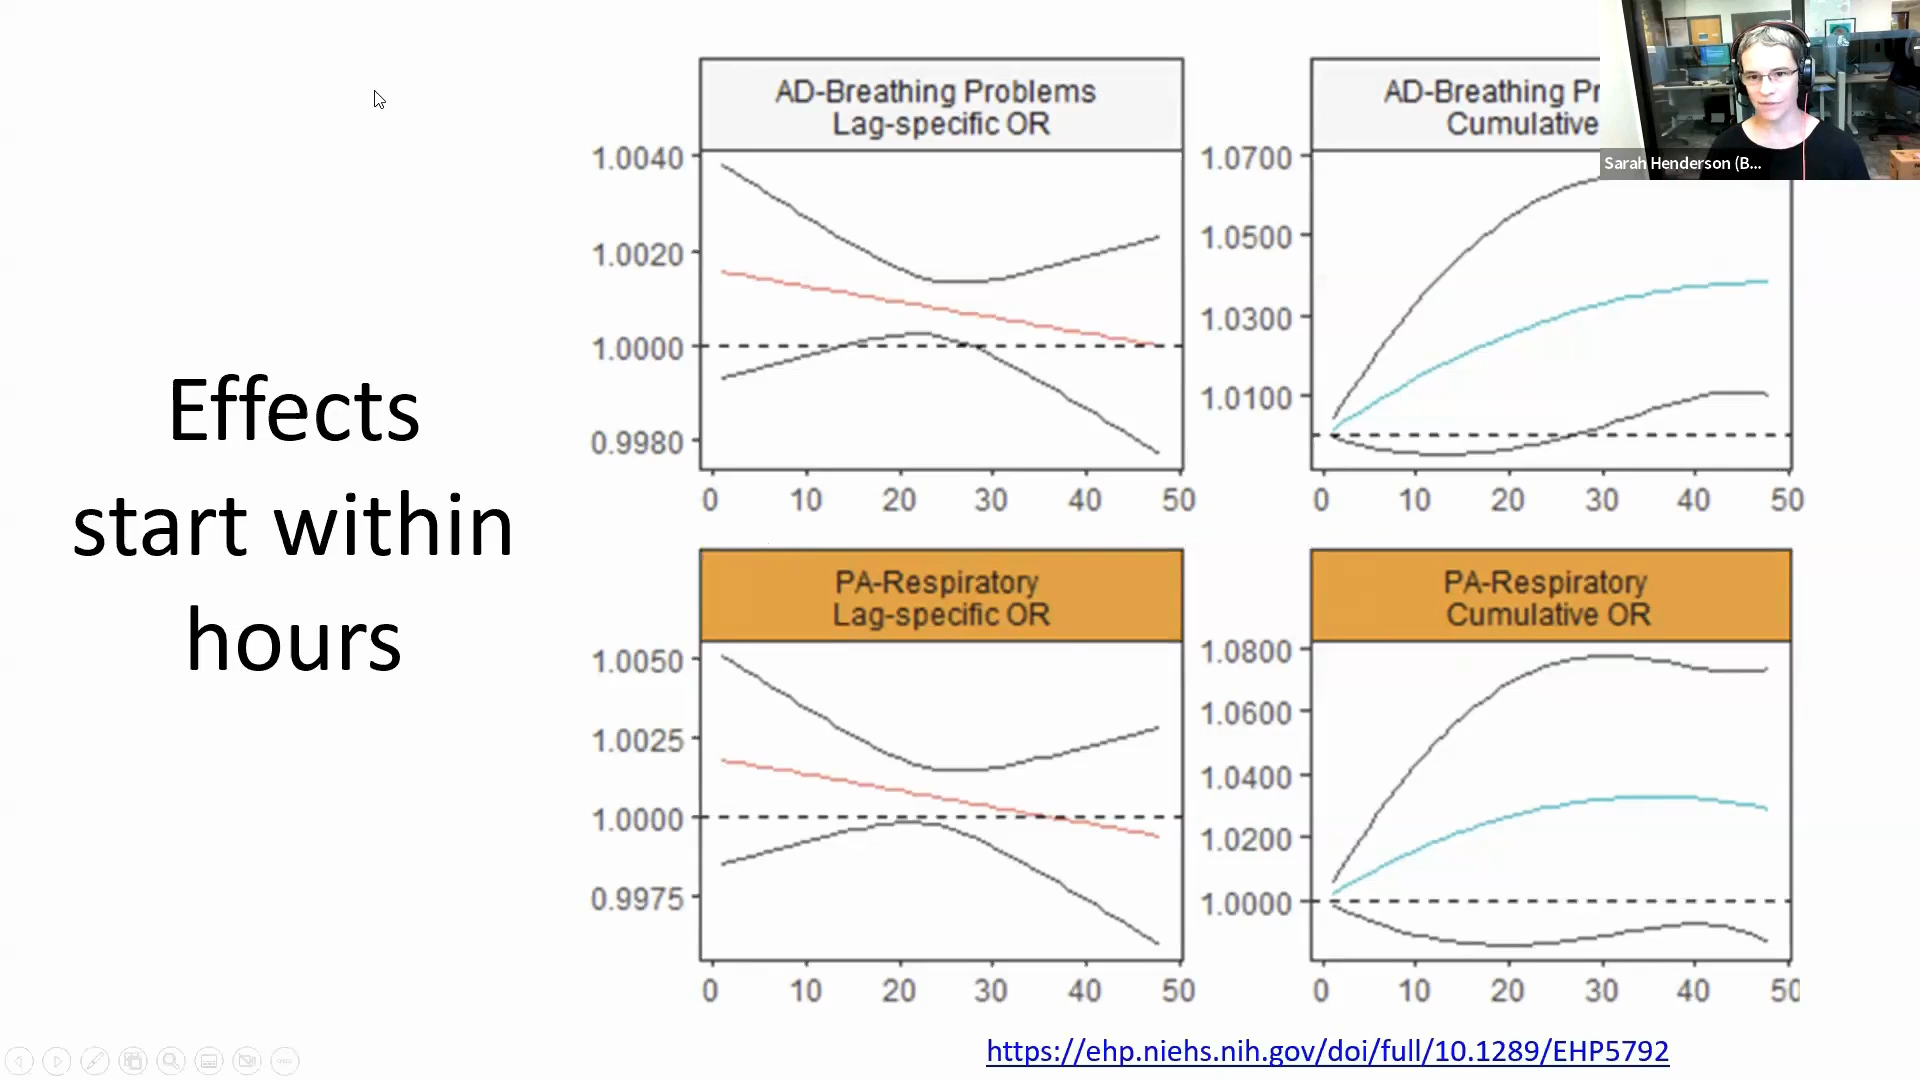 Effects
start within
hours
AD-Breathing Problems
Lag-specific OR
1.0040
1.0020
1.0000
0.9980
0 10 20 30 40 50
AD-Breathing Pr
Cumulative
1.0700
1.0500
1.0300
1.0100
0 10 20 30 40 50
Sarah Henderson (B...
PA-Respiratory
Lag-specific OR
1.0050
1.0025
1.0000
0.9975
0 10 20 30 40 50
PA-Respiratory
Cumulative OR
1.0800
1.0600
1.0400
1.0200
1.0000
0 10 20 30 40 50
https://ehp.niehs.nih.gov/doi/full/10.1289/EHP5792